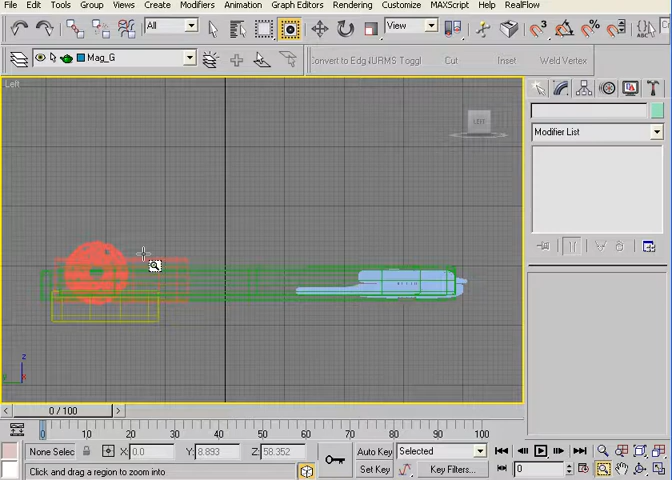 File Edit Tools Group Views Create Modifiers Animation Graph Editors Rendering Customize MAXScript Help RealFlow
All View
Mag_G Convert to Edg NURMS Toggl Cut Inset Weld Vertex
Left
LEFT
Modifier List
0 / 100
0 10 20 30 40 50 60 70 80 90 100
None Selec X: 0.0 Y: 8.893 Z: 58.352 Auto Key Selected
Click and drag a region to zoom into Set Key Key Filters... 0